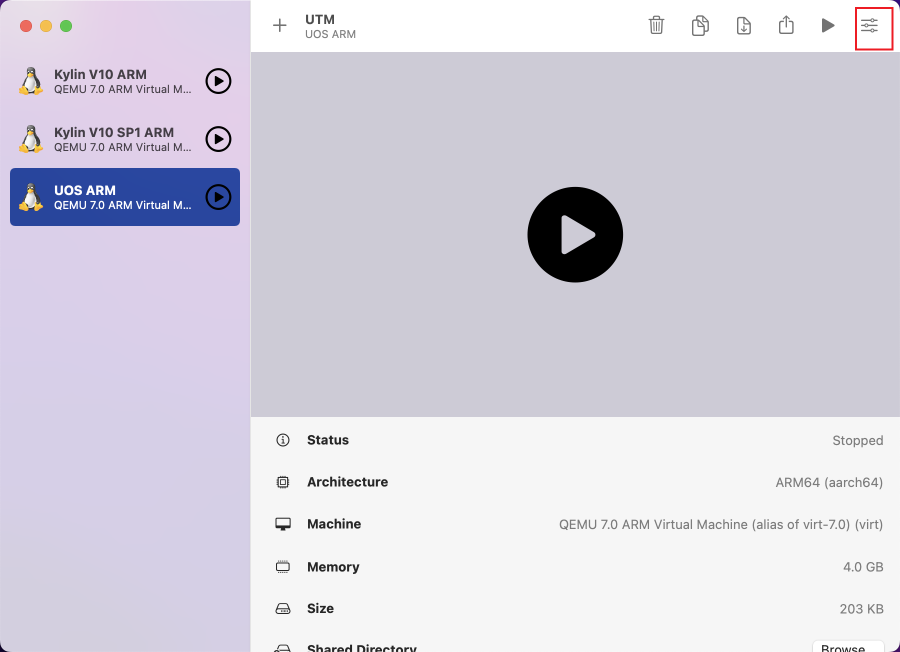 UTM
UOS ARM
Kylin V10 ARM
QEMU 7.0 ARM Virtual M...
Kylin V10 SP1 ARM
QEMU 7.0 ARM Virtual M...
UOS ARM
QEMU 7.0 ARM Virtual M...
Status Stopped
Architecture ARM64 (aarch64)
Machine QEMU 7.0 ARM Virtual Machine (alias of virt-7.0) (virt)
Memory 4.0 GB
Size 203 KB
Shared Directory Browse...